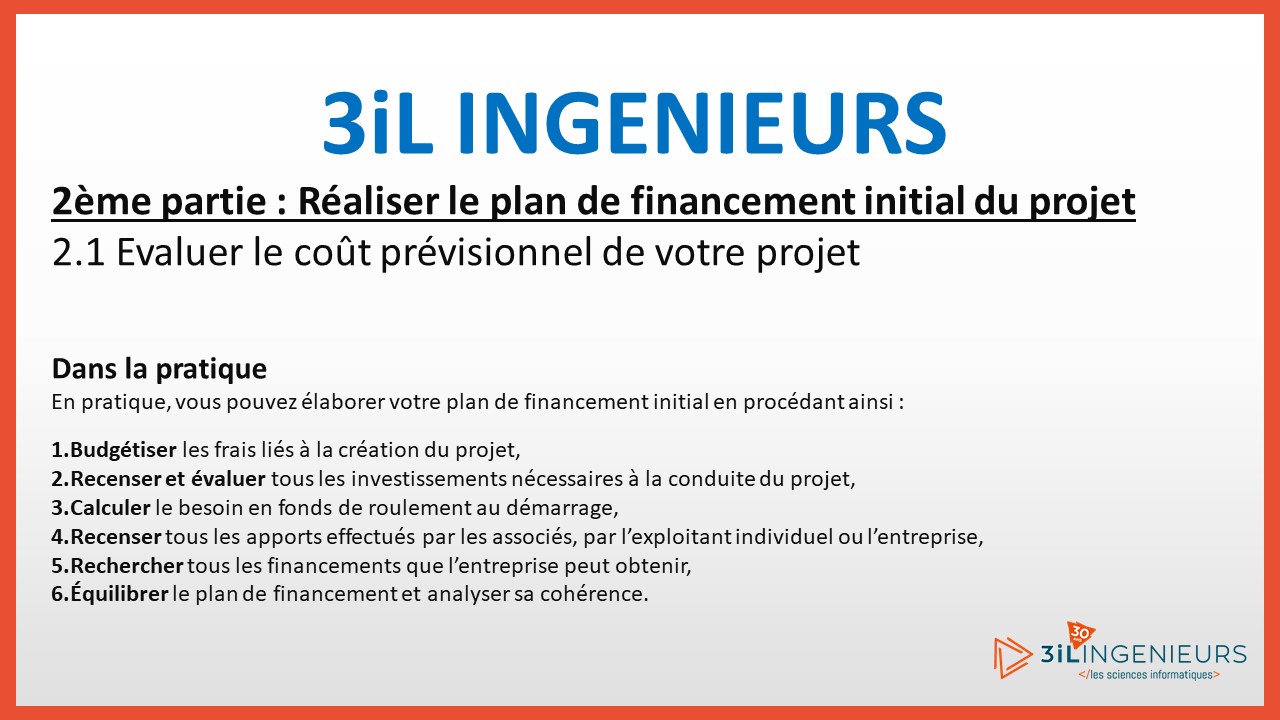 3iL INGENIEURS
2ème partie : Réaliser le plan de financement initial du projet
2.1 Evaluer le coût prévisionnel de votre projet
Dans la pratique
En pratique, vous pouvez élaborer votre plan de financement initial en procédant ainsi :
1.Budgétiser les frais liés à la création du projet,
2.Recenser et évaluer tous les investissements nécessaires à la conduite du projet,
3.Calculer le besoin en fonds de roulement au démarrage,
4.Recenser tous les apports effectués par les associés, par l’exploitant individuel ou l’entreprise,
5.Rechercher tous les financements que l’entreprise peut obtenir,
6.Équilibrer le plan de financement et analyser sa cohérence.
30
3iLINGENIEURS
</les sciences informatiques>